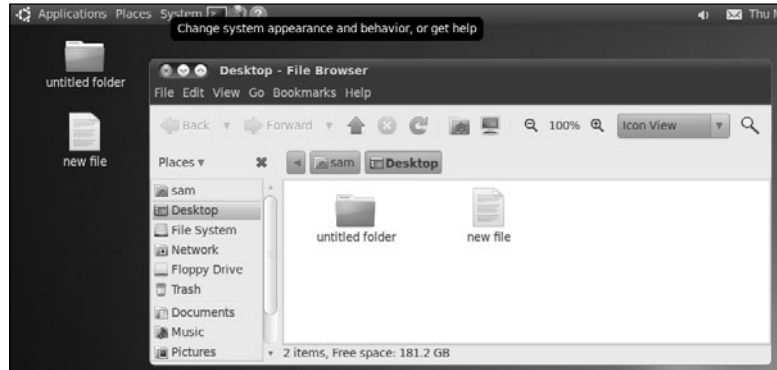 Applications Places System Thu
Change system appearance and behavior, or get help
untitled folder
new file
Desktop - File Browser
File Edit View Go Bookmarks Help
Back Forward 100% Icon View
Places sam Desktop
sam
Desktop
File System
Network
Floppy Drive
Trash
Documents
Music
Pictures
untitled folder new file
2 items, Free space: 181.2 GB